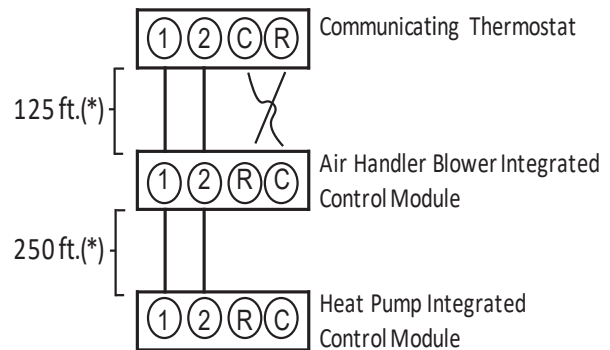 1 2 C R
Communicating Thermostat
125 ft.(*)
1 2 R C
Air Handler Blower Integrated
Control Module
250 ft.(*)
1 2 R C
Heat Pump Integrated
Control Module